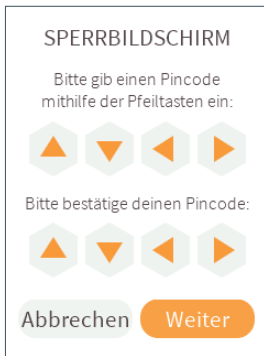 SPERRBILDSCHIRM
Bitte gib einen Pincode
mithilfe der Pfeiltasten ein:
Bitte bestätige deinen Pincode:
Abbrechen Weiter